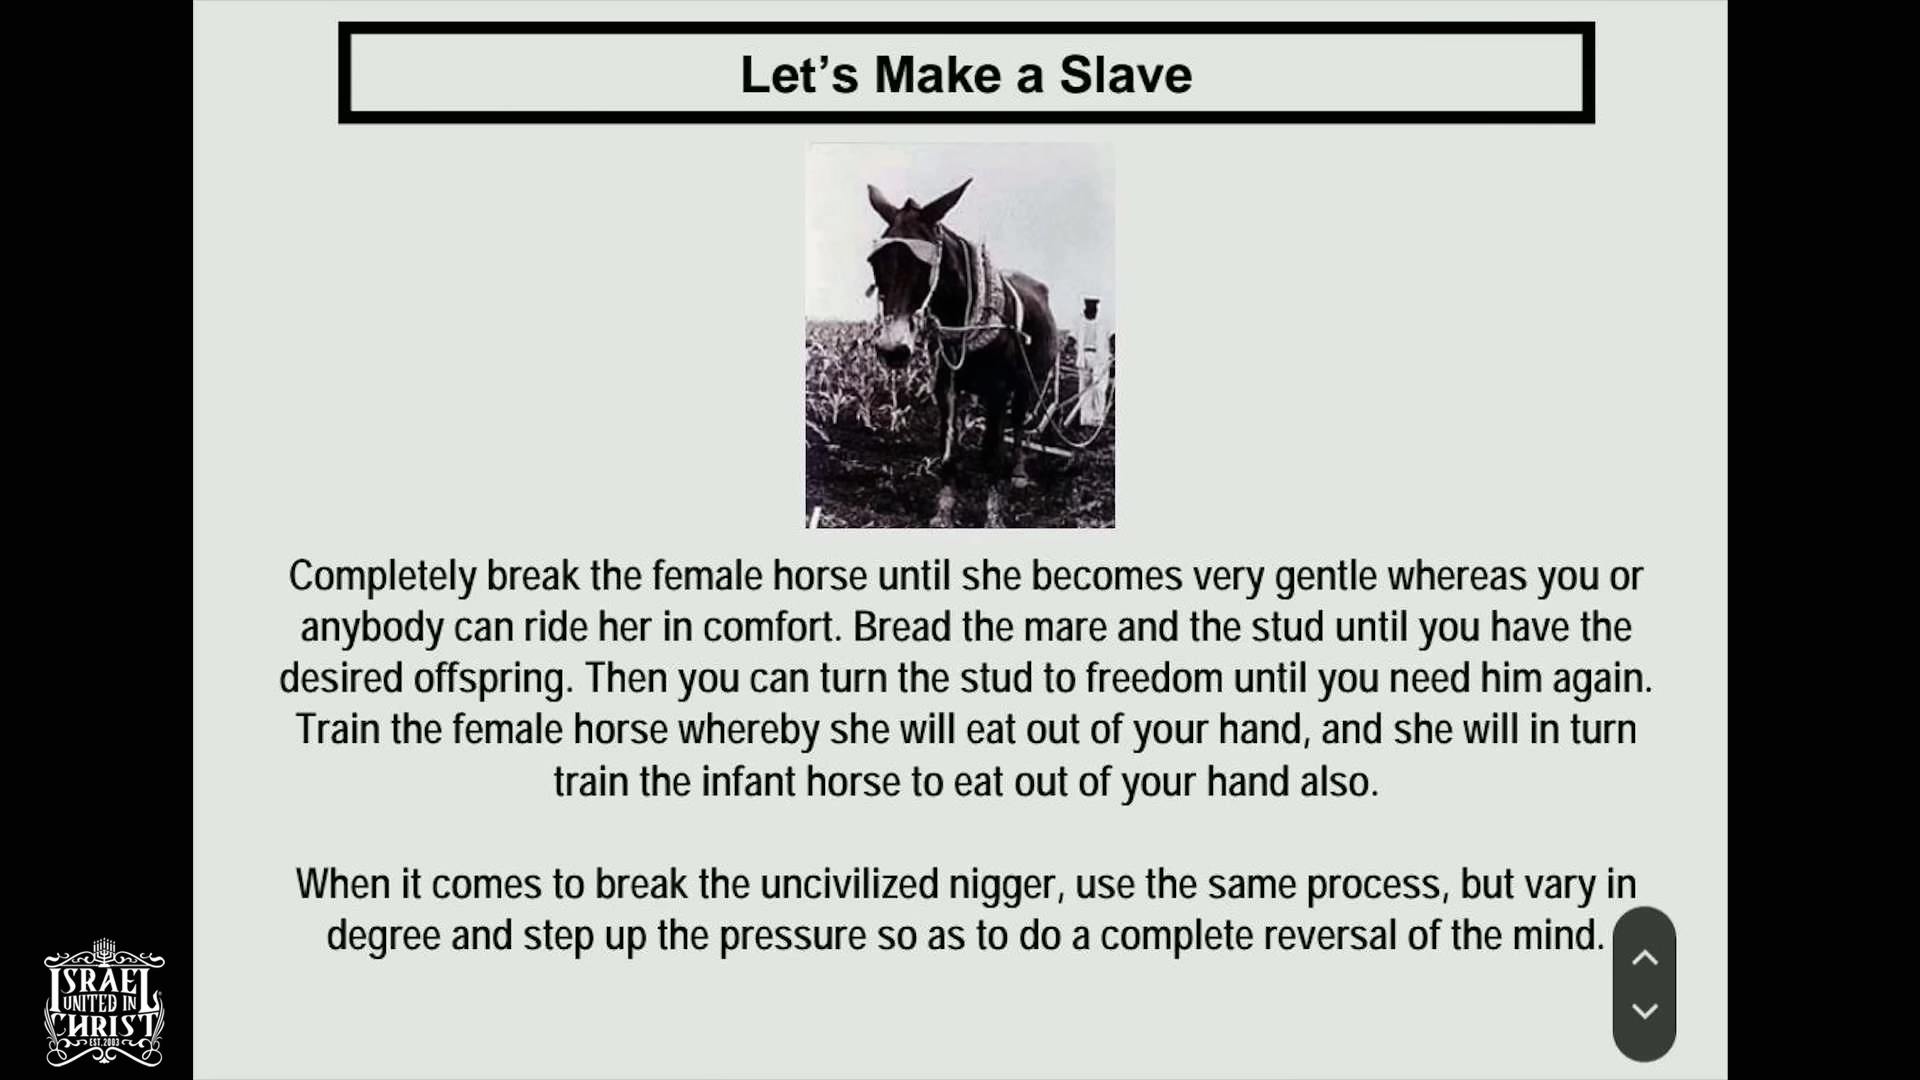 Let’s Make a Slave
Completely break the female horse until she becomes very gentle whereas you or
anybody can ride her in comfort. Bread the mare and the stud until you have the
desired offspring. Then you can turn the stud to freedom until you need him again.
Train the female horse whereby she will eat out of your hand, and she will in turn
train the infant horse to eat out of your hand also.
When it comes to break the uncivilized nigger, use the same process, but vary in
degree and step up the pressure so as to do a complete reversal of the mind.
ISRAEL
UNITED IN
CHRIST
EST. 2003